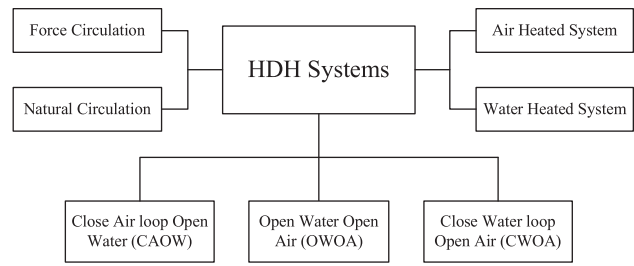 Force Circulation
Natural Circulation
HDH Systems
Air Heated System
Water Heated System
Close Air loop Open
Water (CAOW)
Open Water Open
Air (OWOA)
Close Water loop
Open Air (CWOA)